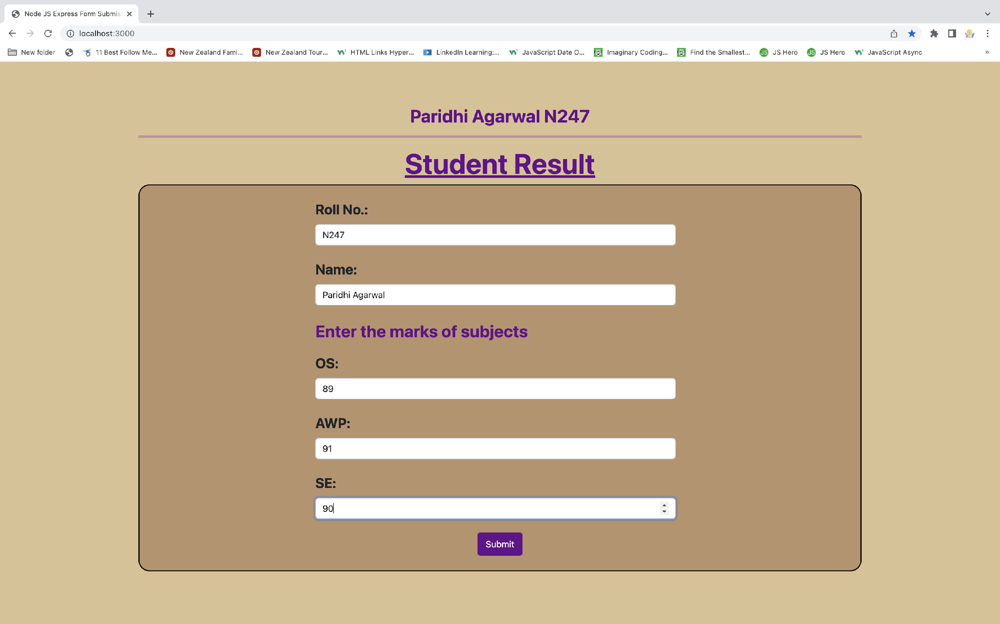 Node JS Express Form Submis
localhost:3000
New folder
11 Best Follow Me...
New Zealand Fami...
New Zealand Tour...
HTML Links Hyper...
LinkedIn Learning:...
JavaScript Date O...
Imaginary Coding...
Find the Smallest...
JS Hero
JS Hero
JavaScript Async
Paridhi Agarwal N247
Student Result
Roll No.:
N247
Name:
Paridhi Agarwal
Enter the marks of subjects
OS:
89
AWP:
91
SE:
90
Submit